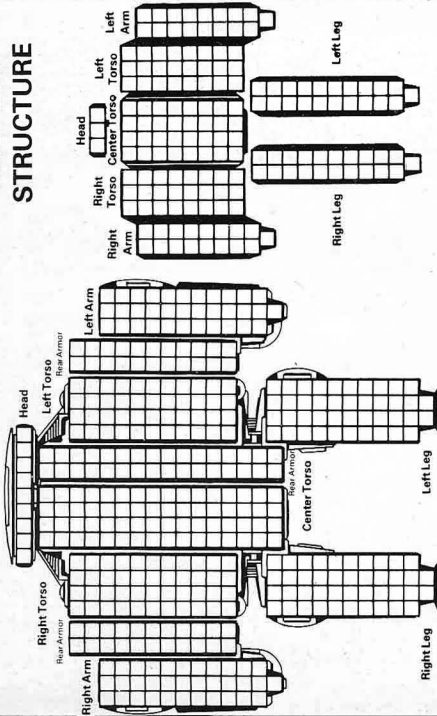 STRUCTURE
Head
Left
Arm
Left
Torso
Center Torso
Right
Torso
Right
Arm
Left Leg
Right Leg
Head
Left Torso
Rear Armor
Left Arm
Right Torso
Rear Armor
Right Arm
Rear Armor
Center Torso
Left Leg
Right Leg